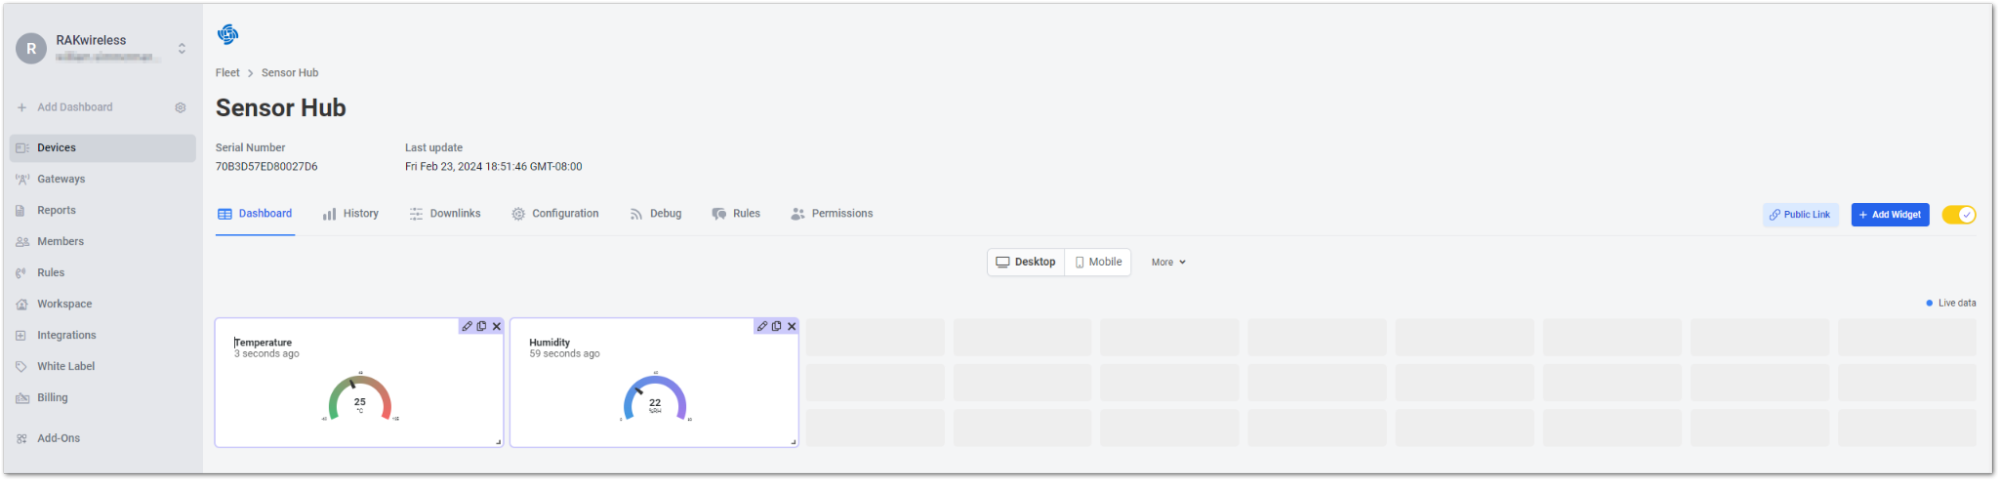 R
RAKwireless
Add Dashboard
Devices
Gateways
Reports
Members
Rules
Workspace
Integrations
White Label
Billing
Add-Ons
Fleet > Sensor Hub
Sensor Hub
Serial Number
70B3D57ED80027D6
Last update
Fri Feb 23, 2024 18:51:46 GMT-08:00
Dashboard
History
Downlinks
Configuration
Debug
Rules
Permissions
Public Link
+ Add Widget
Desktop
Mobile
More
Live data
Temperature
3 seconds ago
25
°C
Humidity
59 seconds ago
22
%RH